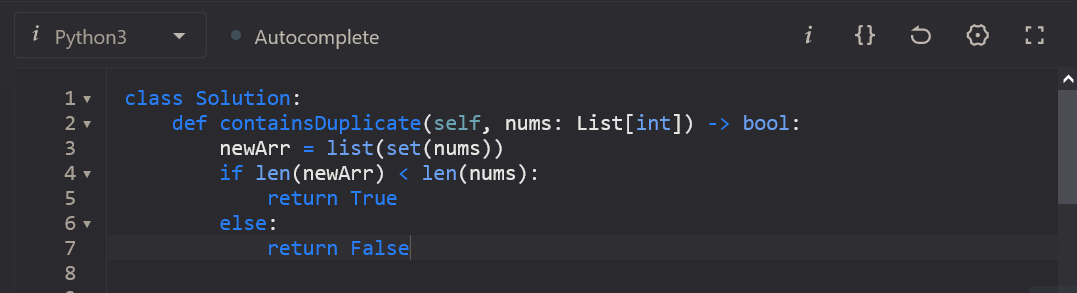 i Python3 Autocomplete i {}
1 class Solution:
2     def containsDuplicate(self, nums: List[int]) -> bool:
3         newArr = list(set(nums))
4         if len(newArr) < len(nums):
5             return True
6         else:
7             return False
8